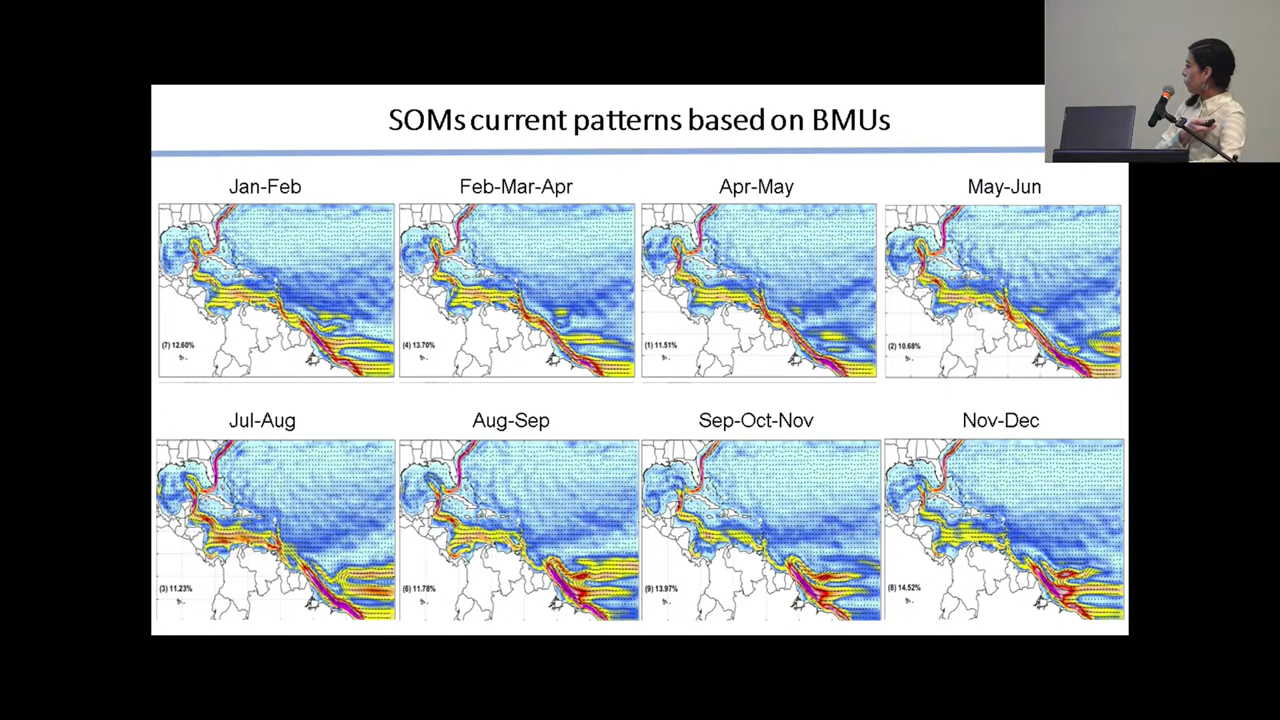 SOMs current patterns based on BMUs
Jan-Feb
Feb-Mar-Apr
Apr-May
May-Jun
(7) 12.60%
(4) 13.70%
(1) 11.51%
(2) 10.68%
Jul-Aug
Aug-Sep
Sep-Oct-Nov
Nov-Dec
(3) 11.23%
(6) 11.78%
(9) 13.97%
(8) 14.52%